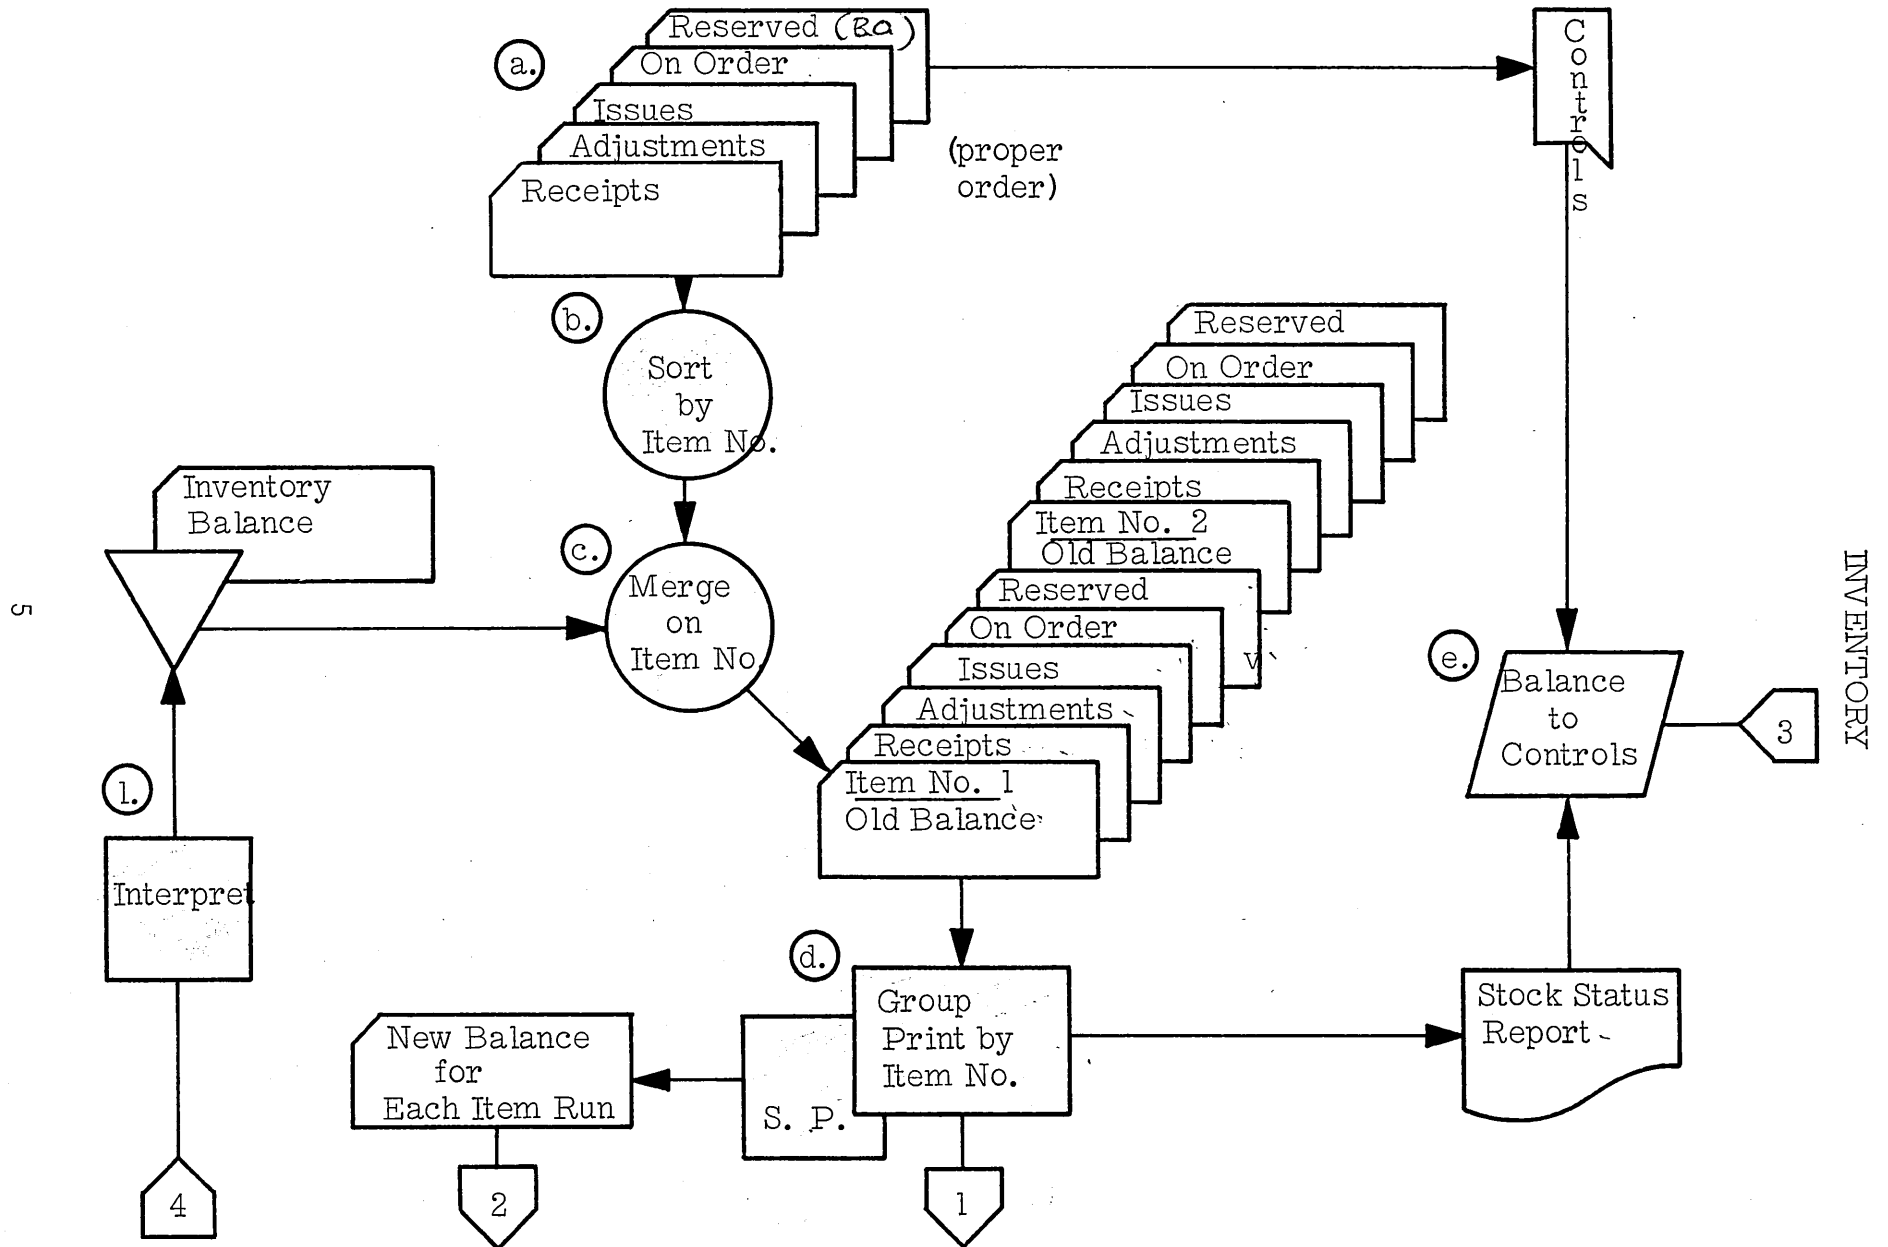 a.
Reserved (BO)
On Order
Issues
Adjustments
Receipts
(proper
order)
Controls
b.
Sort
by
Item No.
Inventory
Balance
c.
Merge
on
Item No.
Reserved
On Order
Issues
Adjustments
Receipts
Item No. 2
Old Balance
Reserved
On Order
Issues
Adjustments
Receipts
Item No. 1
Old Balance
e.
Balance
to
Controls
3
INVENTORY
5
1.
Interpret
4
d.
Group
Print by
Item No.
S. P.
New Balance
for
Each Item Run
2
1
Stock Status
Report